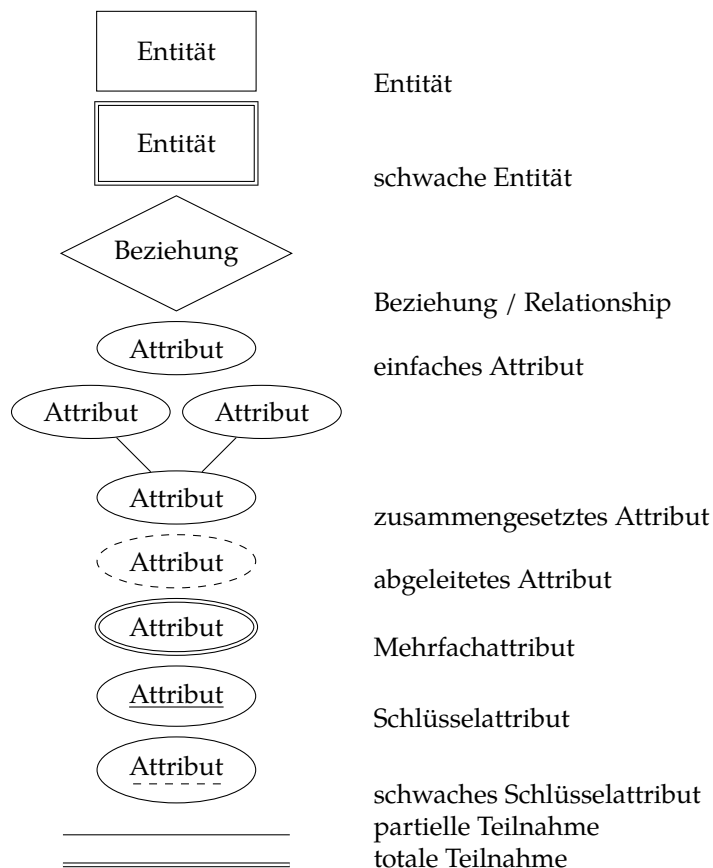 Entität
Entität
Entität
schwache Entität
Beziehung
Beziehung / Relationship
Attribut
einfaches Attribut
Attribut Attribut
Attribut
zusammengesetztes Attribut
Attribut
abgeleitetes Attribut
Attribut
Mehrfachattribut
Attribut
Schlüsselattribut
Attribut
schwaches Schlüsselattribut
partielle Teilnahme
totale Teilnahme